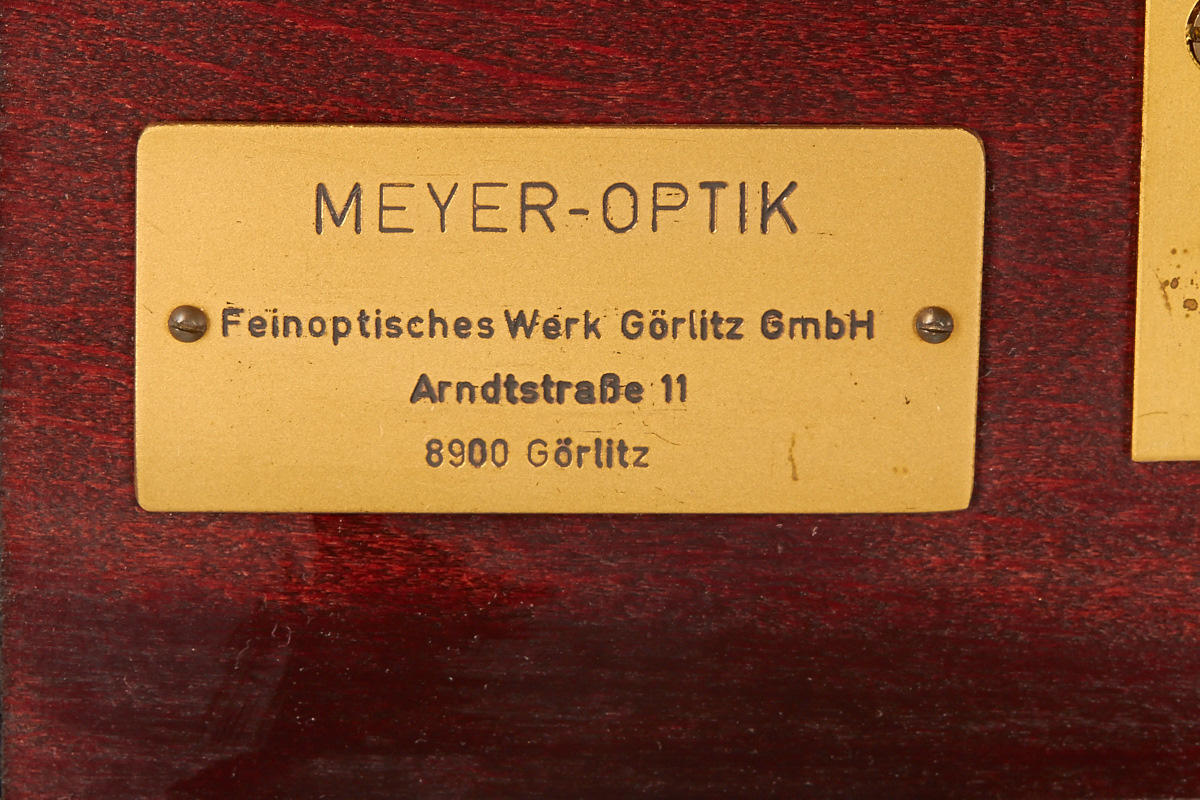 MEYER-OPTIK
Feinoptisches Werk Görlitz GmbH
Arndtstraße 11
8900 Görlitz